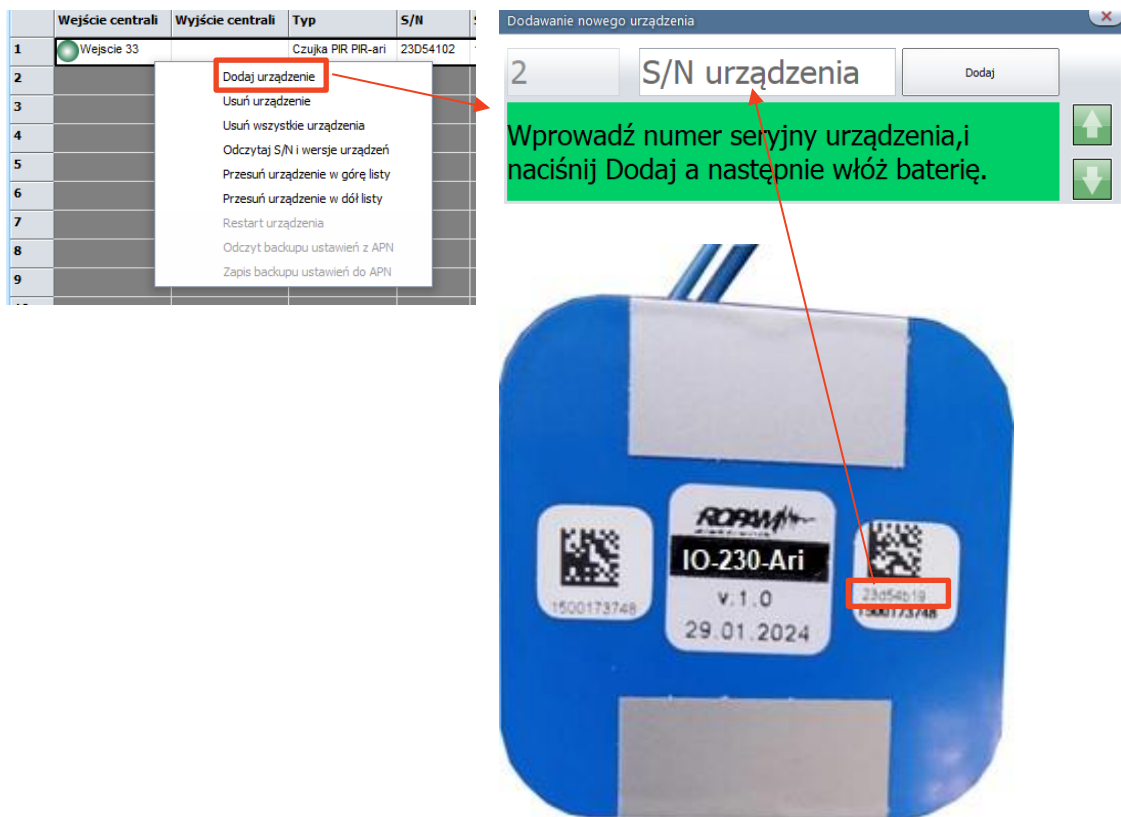 Wejście centrali Wyjście centrali Typ S/N
1 Wejscie 33 Czujka PIR PIR-ari 23D54102
2
3
4
5
6
7
8
9
Dodaj urządzenie
Usuń urządzenie
Usuń wszystkie urządzenia
Odczytaj S/N i wersje urządzeń
Przesuń urządzenie w górę listy
Przesuń urządzenie w dół listy
Restart urządzenia
Odczyt backupu ustawień z APN
Zapis backupu ustawień do APN
Dodawanie nowego urządzenia
2 S/N urządzenia Dodaj
Wprowadź numer seryjny urządzenia,i
naciśnij Dodaj a następnie włóż baterię.
1500173748
ROPAM
IO-230-Ari
v.1.0
29.01.2024
23d54b19
1500173748